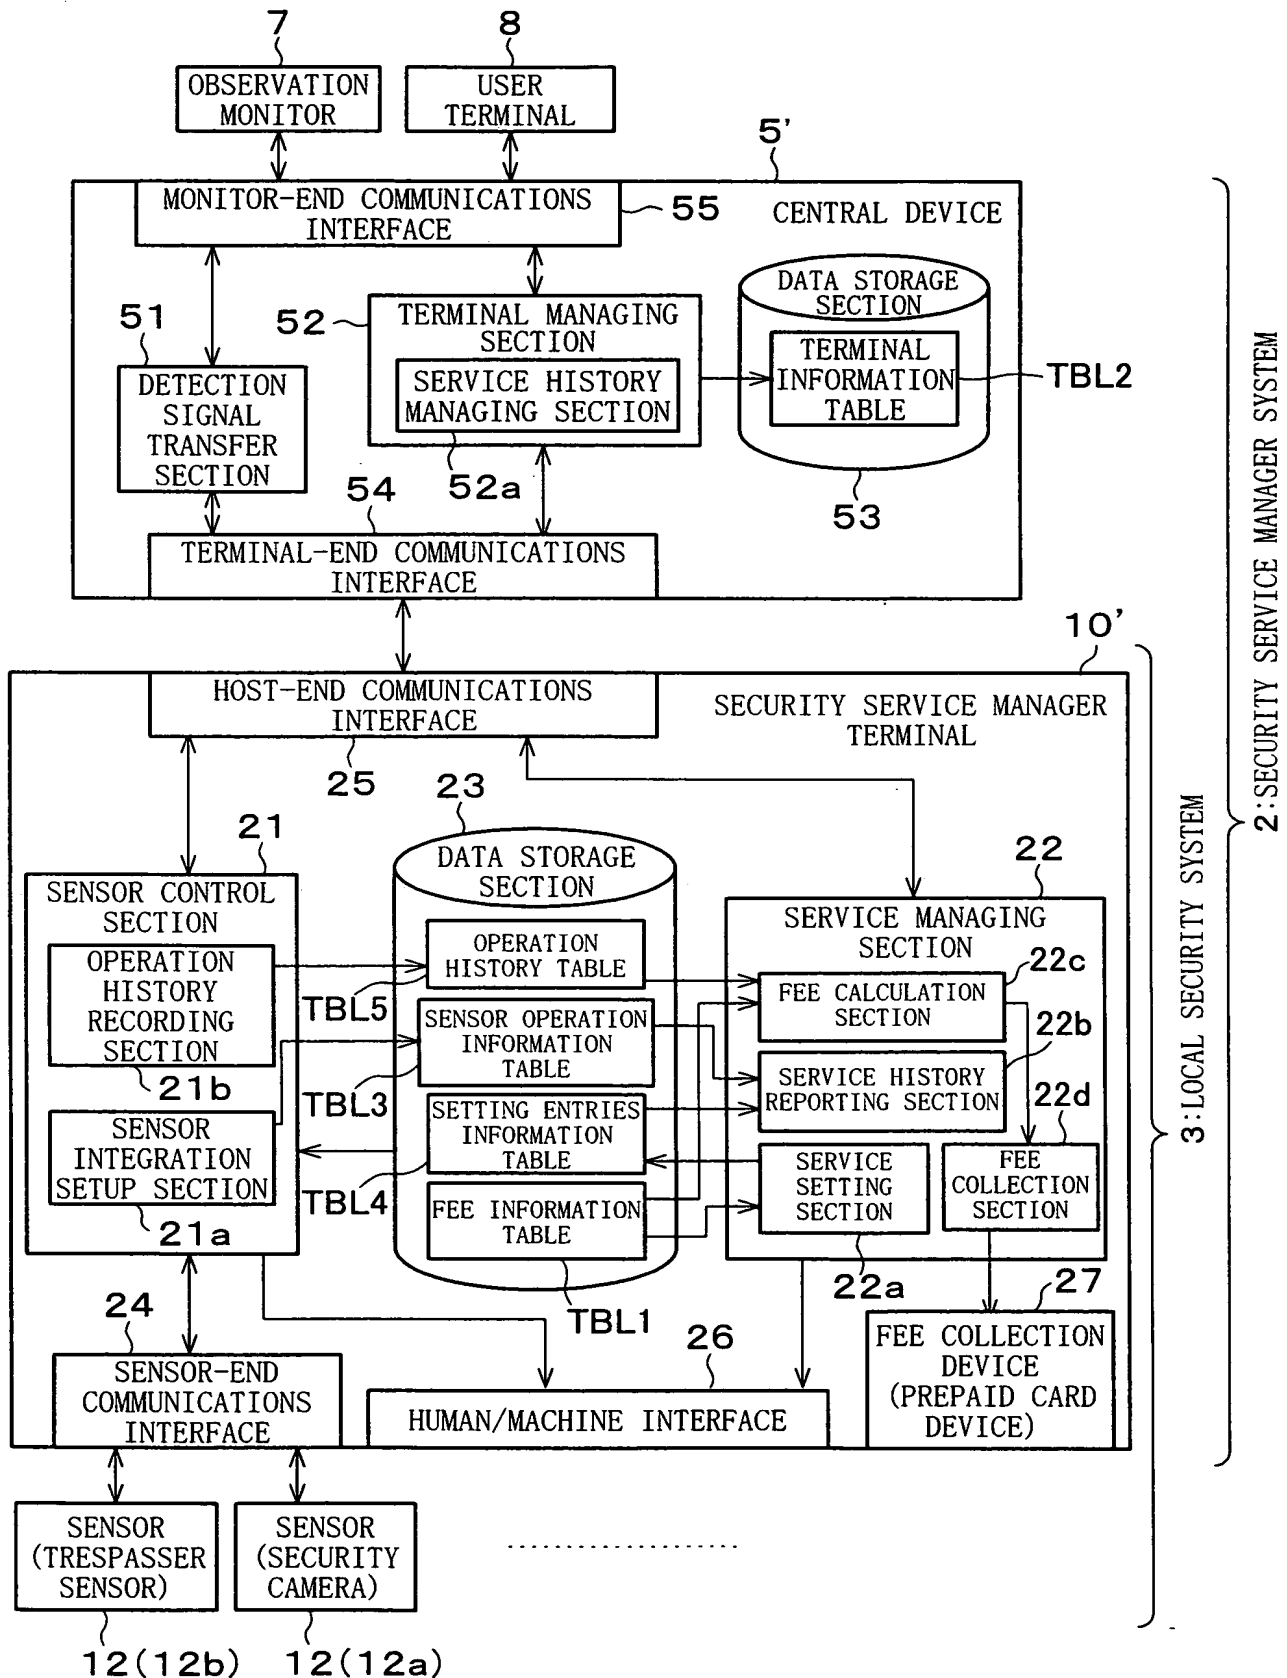 7
8
OBSERVATION
MONITOR
USER
TERMINAL
5'
MONITOR-END COMMUNICATIONS
INTERFACE
55
CENTRAL DEVICE
DATA STORAGE
SECTION
51
52
TERMINAL MANAGING
SECTION
SERVICE HISTORY
MANAGING SECTION
TERMINAL
INFORMATION
TABLE
TBL2
DETECTION
SIGNAL
TRANSFER
SECTION
52a
53
54
TERMINAL-END COMMUNICATIONS
INTERFACE
10'
HOST-END COMMUNICATIONS
INTERFACE
SECURITY SERVICE MANAGER
TERMINAL
25
23
21
22
SENSOR CONTROL
SECTION
OPERATION
HISTORY
RECORDING
SECTION
21b
SENSOR
INTEGRATION
SETUP SECTION
21a
DATA STORAGE
SECTION
OPERATION
HISTORY TABLE
TBL5
SENSOR OPERATION
INFORMATION
TABLE
TBL3
SETTING ENTRIES
INFORMATION
TABLE
TBL4
FEE INFORMATION
TABLE
TBL1
SERVICE MANAGING
SECTION
22c
FEE CALCULATION
SECTION
22b
SERVICE HISTORY
REPORTING SECTION
22d
SERVICE
SETTING
SECTION
FEE
COLLECTION
SECTION
22a
27
24
26
SENSOR-END
COMMUNICATIONS
INTERFACE
HUMAN/MACHINE INTERFACE
FEE COLLECTION
DEVICE
(PREPAID CARD
DEVICE)
SENSOR
(TRESPASSER
SENSOR)
SENSOR
(SECURITY
CAMERA)
12(12b)
12(12a)
3:LOCAL SECURITY SYSTEM
2:SECURITY SERVICE MANAGER SYSTEM